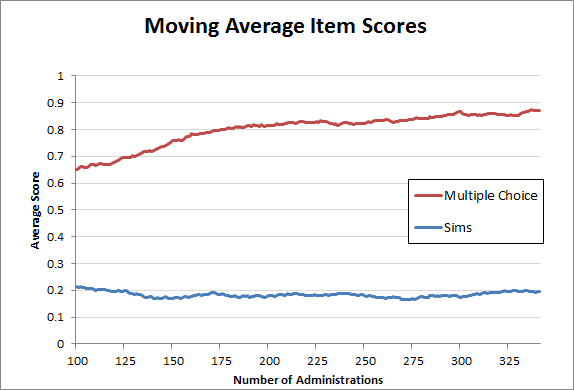 Moving Average Item Scores
Average Score
1
0.9
0.8
0.7
0.6
0.5
0.4
0.3
0.2
0.1
0
Multiple Choice
Sims
100 125 150 175 200 225 250 275 300 325
Number of Administrations